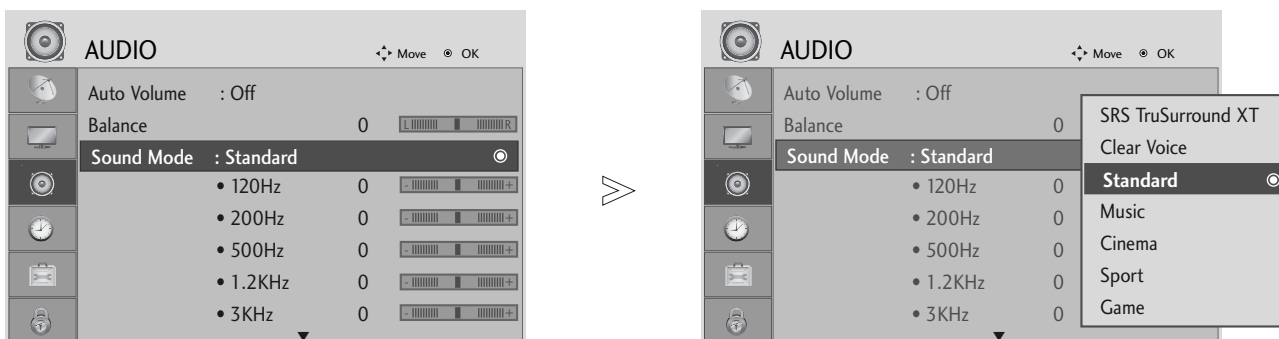 AUDIO
Move OK
Auto Volume : Off
Balance 0 L R
Sound Mode : Standard
• 120Hz 0 - +
• 200Hz 0 - +
• 500Hz 0 - +
• 1.2KHz 0 - +
• 3KHz 0 - +
AUDIO
Move OK
Auto Volume : Off
Balance 0
Sound Mode : Standard
• 120Hz 0
• 200Hz 0
• 500Hz 0
• 1.2KHz 0
• 3KHz 0
SRS TruSurround XT
Clear Voice
Standard
Music
Cinema
Sport
Game